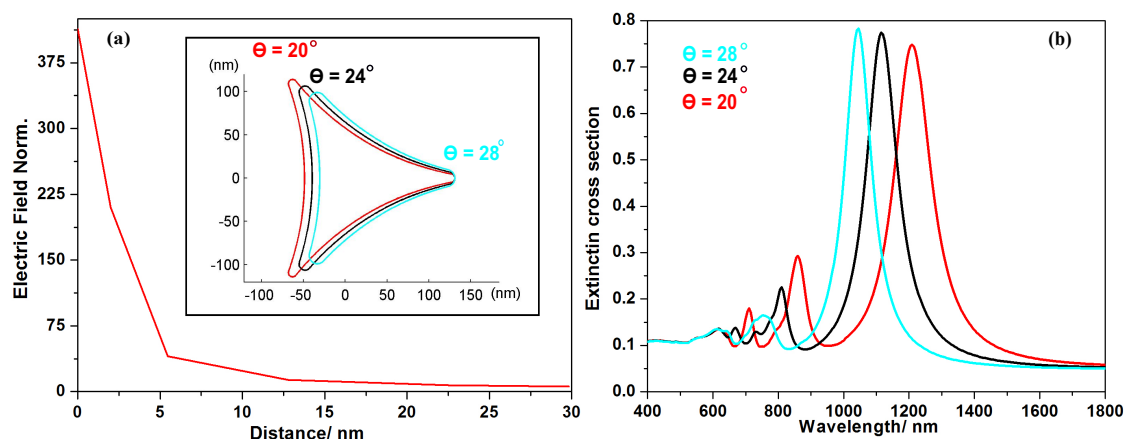 (a)
Electric Field Norm.
375
300
225
150
75
0
0
5
10
15
20
25
30
Distance/ nm
(nm)
ϴ = 20°
ϴ = 24°
ϴ = 28°
100
50
0
-50
-100
-100
-50
0
50
100
150
(nm)
(b)
Extinctin cross section
0.8
0.7
0.6
0.5
0.4
0.3
0.2
0.1
0.0
ϴ = 28°
ϴ = 24°
ϴ = 20°
400
600
800
1000
1200
1400
1600
1800
Wavelength/ nm